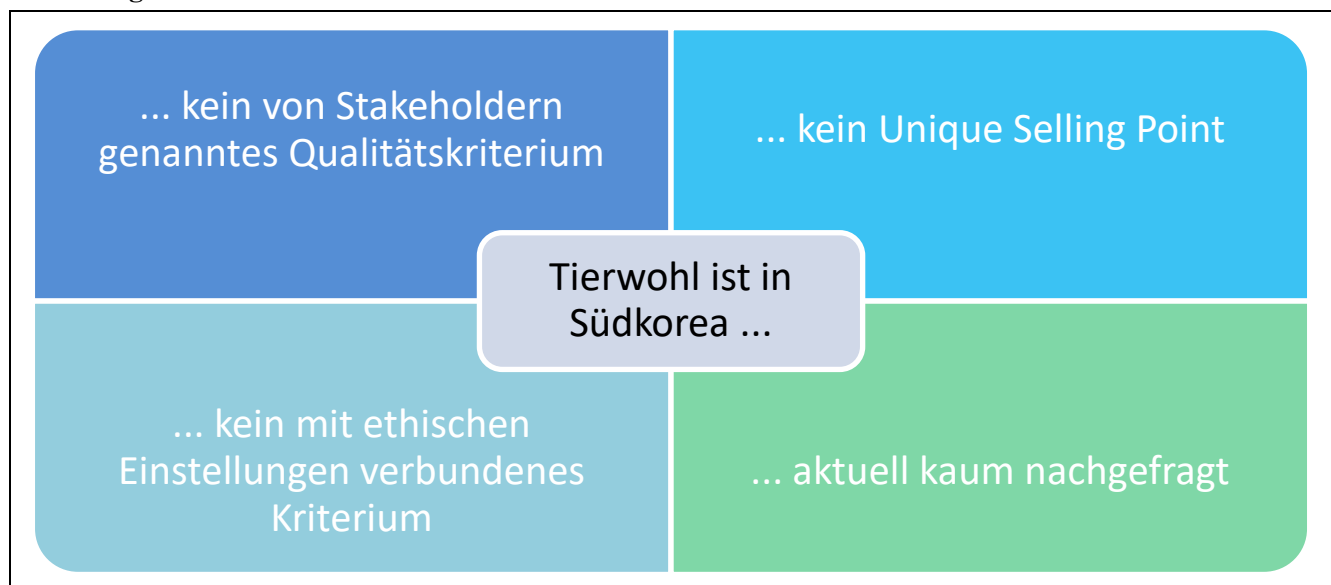 ... kein von Stakeholdern
genanntes Qualitätskriterium
... kein Unique Selling Point
Tierwohl ist in
Südkorea ...
... kein mit ethischen
Einstellungen verbundenes
Kriterium
... aktuell kaum nachgefragt